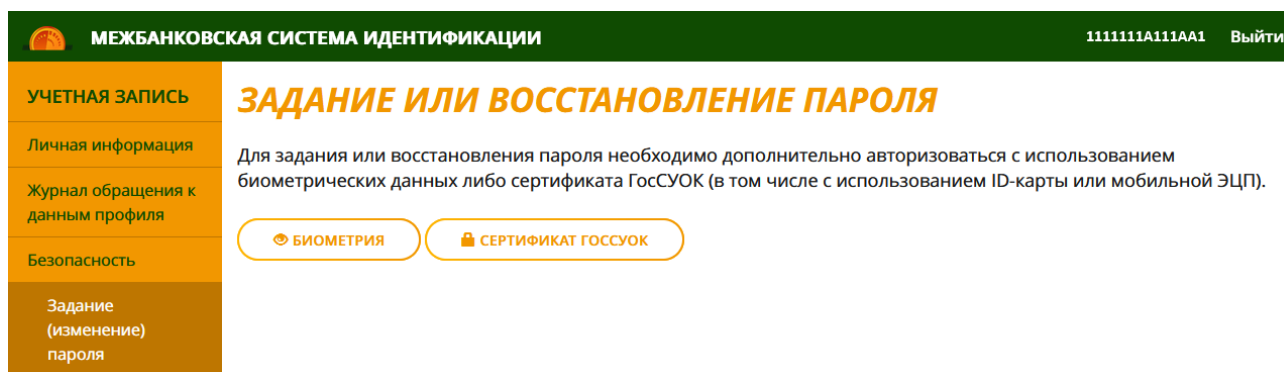 МЕЖБАНКОВСКАЯ СИСТЕМА ИДЕНТИФИКАЦИИ
1111111A111AA1 Выйти
УЧЕТНАЯ ЗАПИСЬ
Личная информация
Журнал обращения к
данным профиля
Безопасность
Задание
(изменение)
пароля
ЗАДАНИЕ ИЛИ ВОССТАНОВЛЕНИЕ ПАРОЛЯ
Для задания или восстановления пароля необходимо дополнительно авторизоваться с использованием
биометрических данных либо сертификата ГосСУОК (в том числе с использованием ID-карты или мобильной ЭЦП).
БИОМЕТРИЯ
СЕРТИФИКАТ ГОССУОК